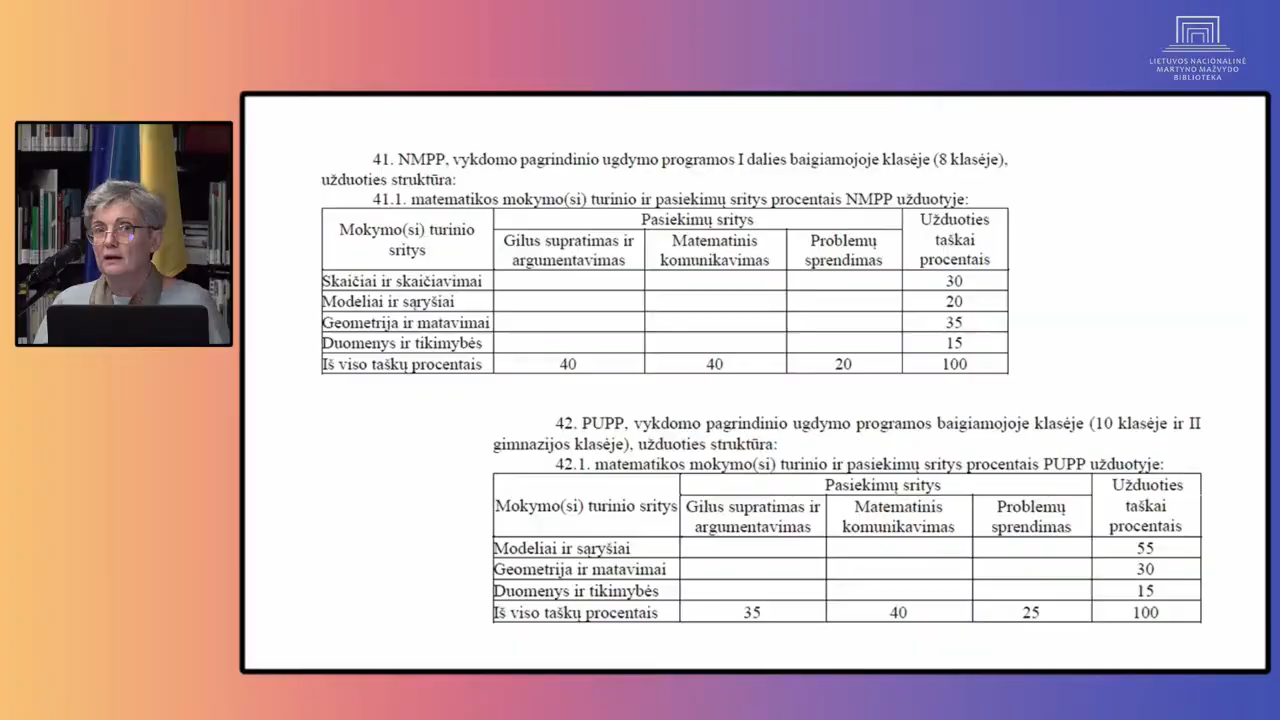 LIETUVOS NACIONALINĖ
MARTYNO MAŽVYDO
BIBLIOTEKA
41. NMPP, vykdomo pagrindinio ugdymo programos I dalies baigiamojoje klasėje (8 klasėje),
užduoties struktūra:
41.1. matematikos mokymo(si) turinio ir pasiekimų sritys procentais NMPP užduotyje:
Mokymo(si) turinio sritys Pasiekimų sritys Užduoties taškai procentais
Gilus supratimas ir argumentavimas Matematinis komunikavimas Problemų sprendimas
Skaičiai ir skaičiavimai 30
Modeliai ir sąryšiai 20
Geometrija ir matavimai 35
Duomenys ir tikimybės 15
Iš viso taškų procentais 40 40 20 100
42. PUPP, vykdomo pagrindinio ugdymo programos baigiamojoje klasėje (10 klasėje ir II
gimnazijos klasėje), užduoties struktūra:
42.1. matematikos mokymo(si) turinio ir pasiekimų sritys procentais PUPP užduotyje:
Mokymo(si) turinio sritys Pasiekimų sritys Užduoties taškai procentais
Gilus supratimas ir argumentavimas Matematinis komunikavimas Problemų sprendimas
Modeliai ir sąryšiai 55
Geometrija ir matavimai 30
Duomenys ir tikimybės 15
Iš viso taškų procentais 35 40 25 100